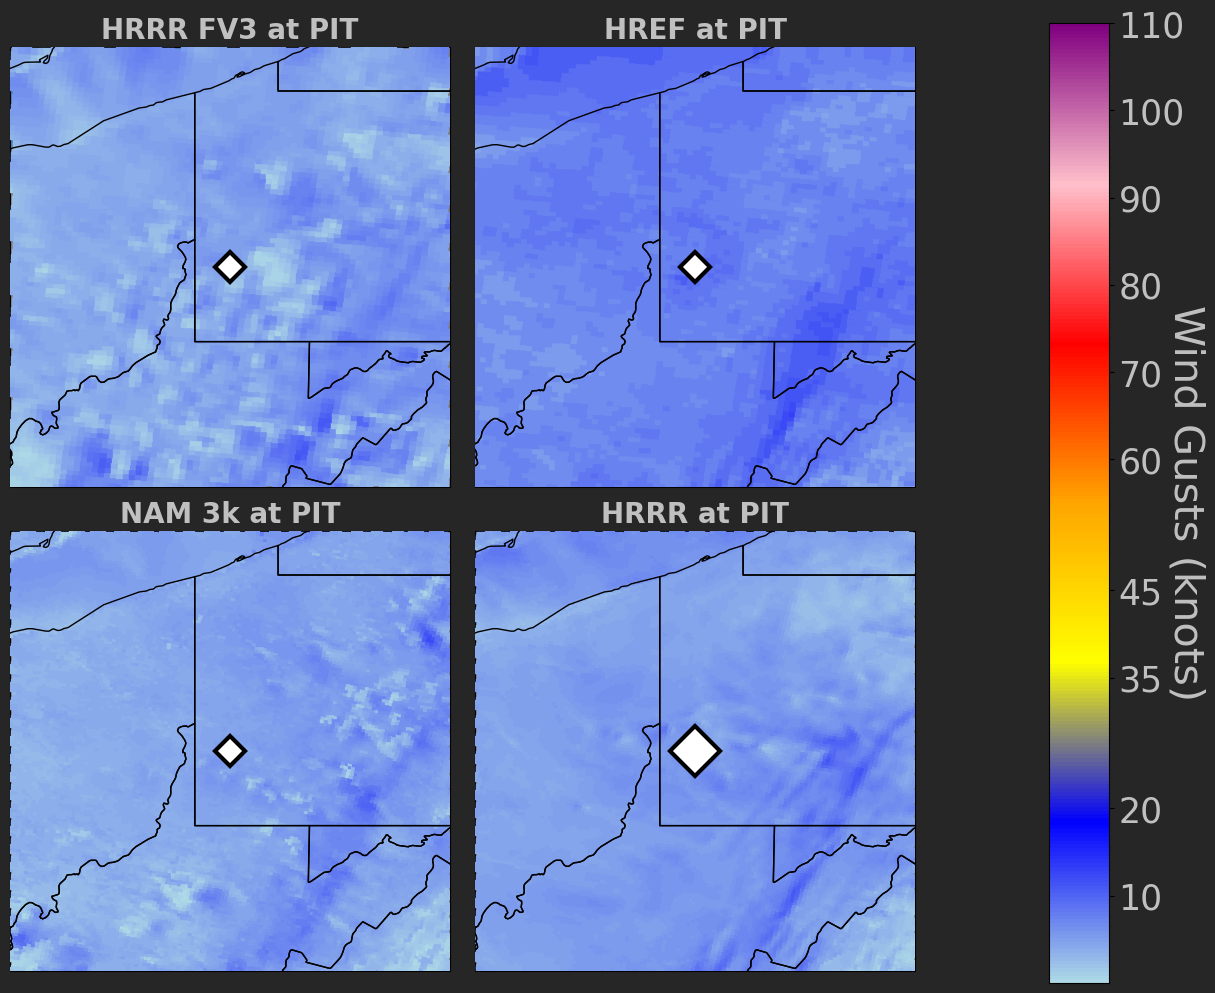 HRRR FV3 at PIT
HREF at PIT
NAM 3k at PIT
HRRR at PIT
110
100
90
80
70
60
45
35
20
10
Wind Gusts (knots)